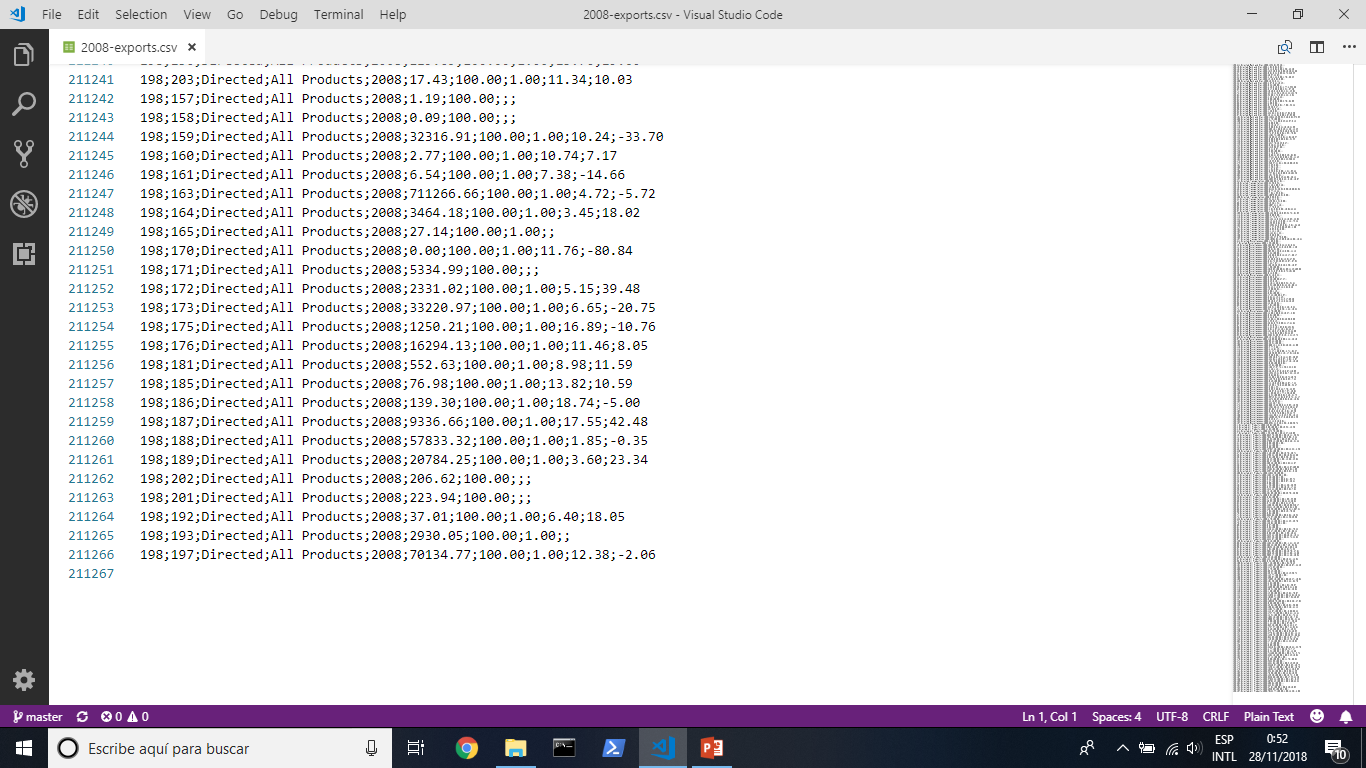 File Edit Selection View Go Debug Terminal Help 2008-exports.csv - Visual Studio Code
2008-exports.csv
211241 198;203;Directed;All Products;2008;17.43;100.00;1.00;11.34;10.03
211242 198;157;Directed;All Products;2008;1.19;100.00;;;
211243 198;158;Directed;All Products;2008;0.09;100.00;;;
211244 198;159;Directed;All Products;2008;32316.91;100.00;1.00;10.24;-33.70
211245 198;160;Directed;All Products;2008;2.77;100.00;1.00;10.74;7.17
211246 198;161;Directed;All Products;2008;6.54;100.00;1.00;7.38;-14.66
211247 198;163;Directed;All Products;2008;711266.66;100.00;1.00;4.72;-5.72
211248 198;164;Directed;All Products;2008;3464.18;100.00;1.00;3.45;18.02
211249 198;165;Directed;All Products;2008;27.14;100.00;1.00;;
211250 198;170;Directed;All Products;2008;0.00;100.00;1.00;11.76;-80.84
211251 198;171;Directed;All Products;2008;5334.99;100.00;;;
211252 198;172;Directed;All Products;2008;2331.02;100.00;1.00;5.15;39.48
211253 198;173;Directed;All Products;2008;33220.97;100.00;1.00;6.65;-20.75
211254 198;175;Directed;All Products;2008;1250.21;100.00;1.00;16.89;-10.76
211255 198;176;Directed;All Products;2008;16294.13;100.00;1.00;11.46;8.05
211256 198;181;Directed;All Products;2008;552.63;100.00;1.00;8.98;11.59
211257 198;185;Directed;All Products;2008;76.98;100.00;1.00;13.82;10.59
211258 198;186;Directed;All Products;2008;139.30;100.00;1.00;18.74;-5.00
211259 198;187;Directed;All Products;2008;9336.66;100.00;1.00;17.55;42.48
211260 198;188;Directed;All Products;2008;57833.32;100.00;1.00;1.85;-0.35
211261 198;189;Directed;All Products;2008;20784.25;100.00;1.00;3.60;23.34
211262 198;202;Directed;All Products;2008;206.62;100.00;;;
211263 198;201;Directed;All Products;2008;223.94;100.00;;;
211264 198;192;Directed;All Products;2008;37.01;100.00;1.00;6.40;18.05
211265 198;193;Directed;All Products;2008;2930.05;100.00;1.00;;
211266 198;197;Directed;All Products;2008;70134.77;100.00;1.00;12.38;-2.06
211267
master 0 0 Ln 1, Col 1 Spaces: 4 UTF-8 CRLF Plain Text
Escribe aquí para buscar
ESP
INTL
0:52
28/11/2018
10